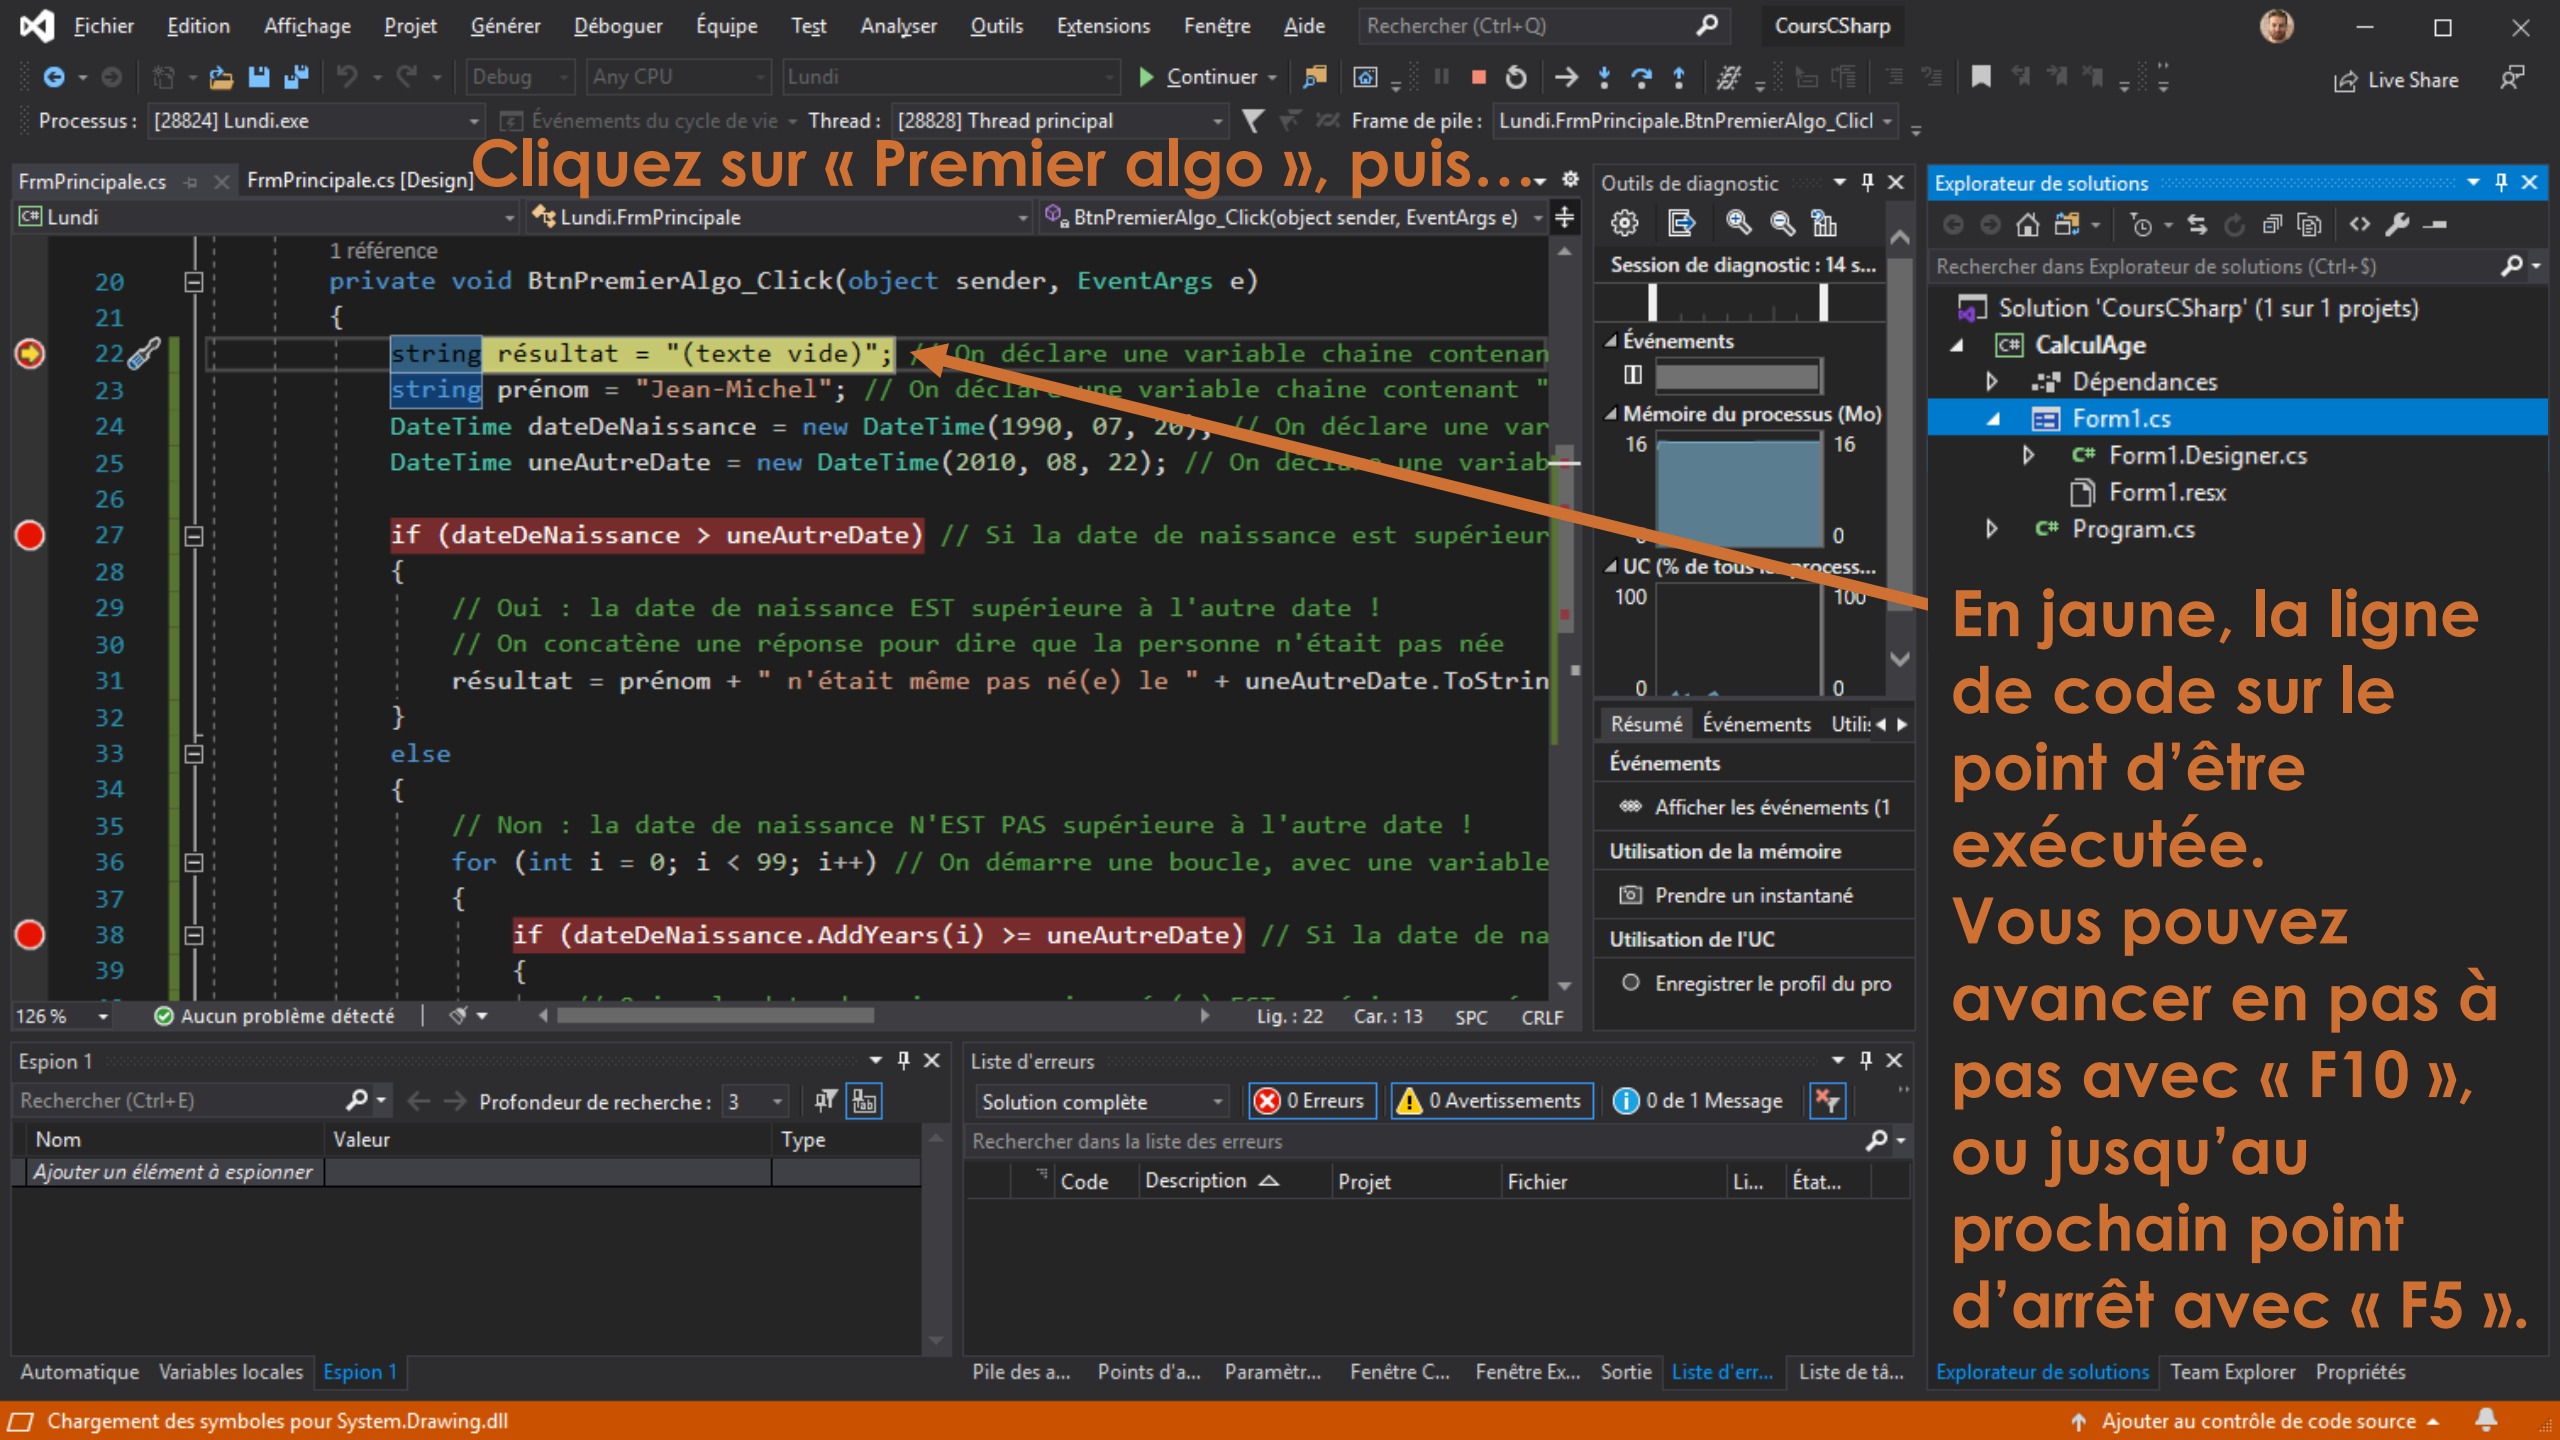 Fichier Edition Affichage Projet Générer Déboguer Équipe Test Analyser Outils Extensions Fenêtre Aide Rechercher (Ctrl+Q) CoursCSharp
Debug Any CPU Lundi Continuer Live Share
Processus : [28824] Lundi.exe Événements du cycle de vie Thread : [28828] Thread principal Frame de pile : Lundi.FrmPrincipale.BtnPremierAlgo_Clicl
Cliquez sur « Premier algo », puis…
FrmPrincipale.cs FrmPrincipale.cs [Design]
Lundi Lundi.FrmPrincipale BtnPremierAlgo_Click(object sender, EventArgs e)
1 référence
20 private void BtnPremierAlgo_Click(object sender, EventArgs e)
21 {
22 string résultat = "(texte vide)"; // On déclare une variable chaine contenan
23 string prénom = "Jean-Michel"; // On déclare une variable chaine contenant "
24 DateTime dateDeNaissance = new DateTime(1990, 07, 20); // On déclare une var
25 DateTime uneAutreDate = new DateTime(2010, 08, 22); // On déclare une variab
26
27 if (dateDeNaissance > uneAutreDate) // Si la date de naissance est supérieur
28 {
29 // Oui : la date de naissance EST supérieure à l'autre date !
30 // On concatène une réponse pour dire que la personne n'était pas née
31 résultat = prénom + " n'était même pas né(e) le " + uneAutreDate.ToStrin
32 }
33 else
34 {
35 // Non : la date de naissance N'EST PAS supérieure à l'autre date !
36 for (int i = 0; i < 99; i++) // On démarre une boucle, avec une variable
37 {
38 if (dateDeNaissance.AddYears(i) >= uneAutreDate) // Si la date de na
39 {
126 % Aucun problème détecté Lig. : 22 Car. : 13 SPC CRLF
Outils de diagnostic
Session de diagnostic : 14 s...
Événements
Mémoire du processus (Mo)
16 16
0 0
UC (% de tous les process...
100 100
0 0
Résumé Événements Utili:
Événements
Afficher les événements (1
Utilisation de la mémoire
Prendre un instantané
Utilisation de l'UC
Enregistrer le profil du pro
Explorateur de solutions
Rechercher dans Explorateur de solutions (Ctrl+$)
Solution 'CoursCSharp' (1 sur 1 projets)
CalculAge
Dépendances
Form1.cs
Form1.Designer.cs
Form1.resx
Program.cs
En jaune, la ligne
de code sur le
point d’être
exécutée.
Vous pouvez
avancer en pas à
pas avec « F10 »,
ou jusqu’au
prochain point
d’arrêt avec « F5 ».
Espion 1
Rechercher (Ctrl+E) Profondeur de recherche : 3
Nom Valeur Type
Ajouter un élément à espionner
Automatique Variables locales Espion 1
Liste d'erreurs
Solution complète 0 Erreurs 0 Avertissements 0 de 1 Message
Rechercher dans la liste des erreurs
Code Description Projet Fichier Li... État...
Pile des a... Points d'a... Paramètr... Fenêtre C... Fenêtre Ex... Sortie Liste d'err... Liste de tâ...
Explorateur de solutions Team Explorer Propriétés
Chargement des symboles pour System.Drawing.dll Ajouter au contrôle de code source